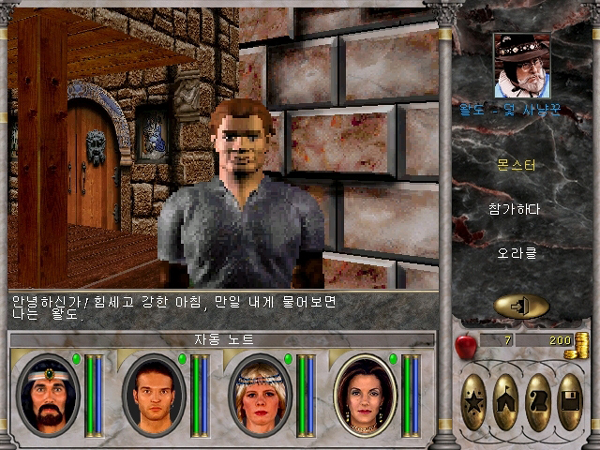 왈도 - 덫 사냥꾼
몬스터
참가하다
오라클
안녕하신가! 힘세고 강한 아침, 만일 내게 물어보면
나는 왈도.
자동 노트
7
200